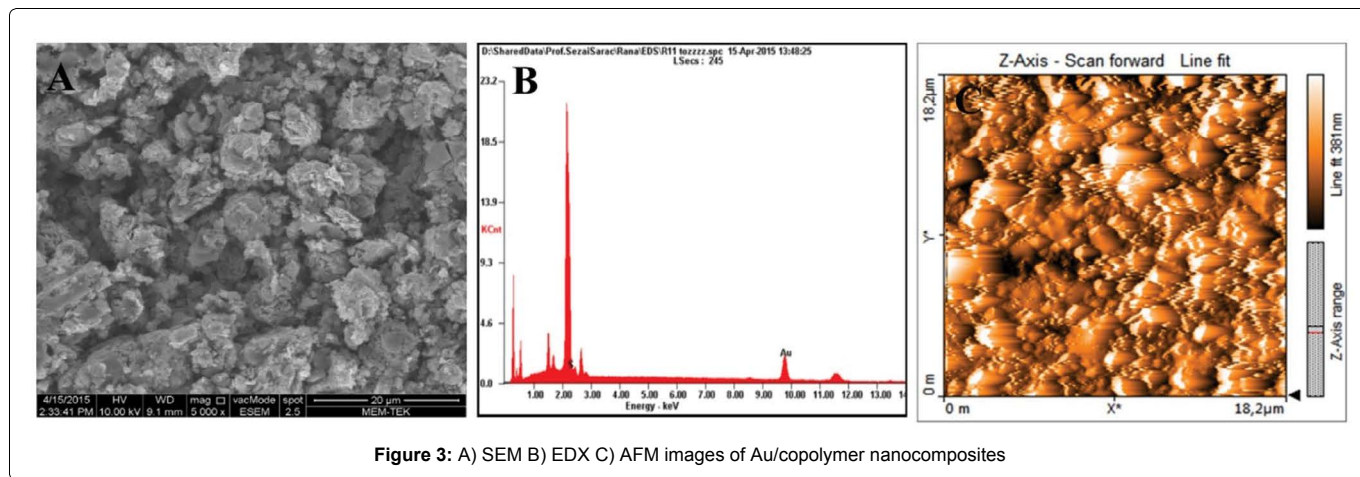 A
4/15/2015 HV WD mag □ vacMode spot
2:33:41 PM 10.00 kV 9.1 mm 5 000 x ESEM 2.5
20 µm
MEM-TEK
D:\SharedData\Prof.SezaiSarac\Rana\EDS\R11 tozzzz.spc 15-Apr-2015 13:48:25
LSecs : 245
B
23.2
18.5
13.9
KCnt
9.3
4.6
0.0
S
Au
1.00 2.00 3.00 4.00 5.00 6.00 7.00 8.00 9.00 10.00 11.00 12.00 13.00 14
Energy - keV
Z-Axis - Scan forward Line fit
C
18,2µm
Y*
0 m
0 m X* 18,2µm
Line fit 381nm
Z-Axis range
Figure 3: A) SEM B) EDX C) AFM images of Au/copolymer nanocomposites